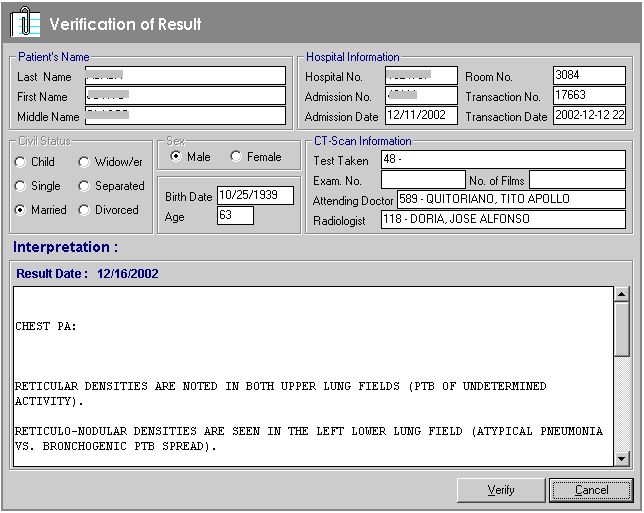 Verification of Result
Patient's Name
Last Name
First Name
Middle Name
Hospital Information
Hospital No.
Room No. 3084
Admission No.
Transaction No. 17663
Admission Date 12/11/2002
Transaction Date 2002-12-12 22
Civil Status
Child
Widow/er
Single
Separated
Married
Divorced
Sex
Male
Female
Birth Date 10/25/1939
Age 63
CT-Scan Information
Test Taken 48 -
Exam. No.
No. of Films
Attending Doctor 589 - QUITORIANO, TITO APOLLO
Radiologist 118 - DORIA, JOSE ALFONSO
Interpretation :
Result Date : 12/16/2002
CHEST PA:
RETICULAR DENSITIES ARE NOTED IN BOTH UPPER LUNG FIELDS (PTB OF UNDETERMINED
ACTIVITY).
RETICULO-NODULAR DENSITIES ARE SEEN IN THE LEFT LOWER LUNG FIELD (ATYPICAL PNEUMONIA
VS. BRONCHOGENIC PTB SPREAD).
Verify
Cancel